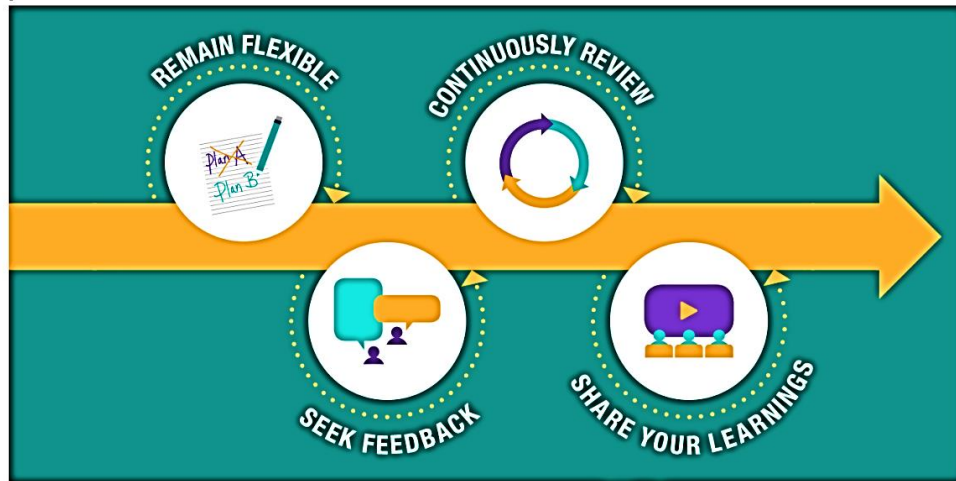 REMAIN FLEXIBLE
Plan A
Plan B
SEEK FEEDBACK
CONTINUOUSLY REVIEW
SHARE YOUR LEARNINGS